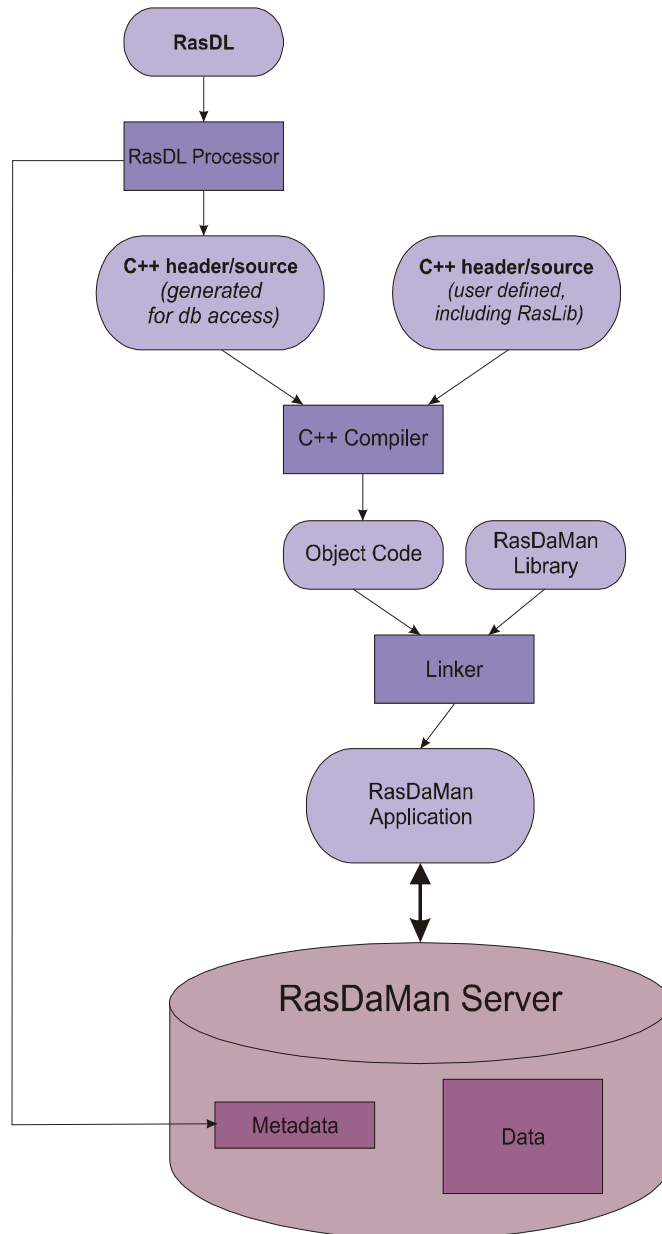 RasDL
RasDL Processor
C++ header/source
(generated
for db access)
C++ header/source
(user defined,
including RasLib)
C++ Compiler
Object Code
RasDaMan
Library
Linker
RasDaMan
Application
RasDaMan Server
Metadata
Data